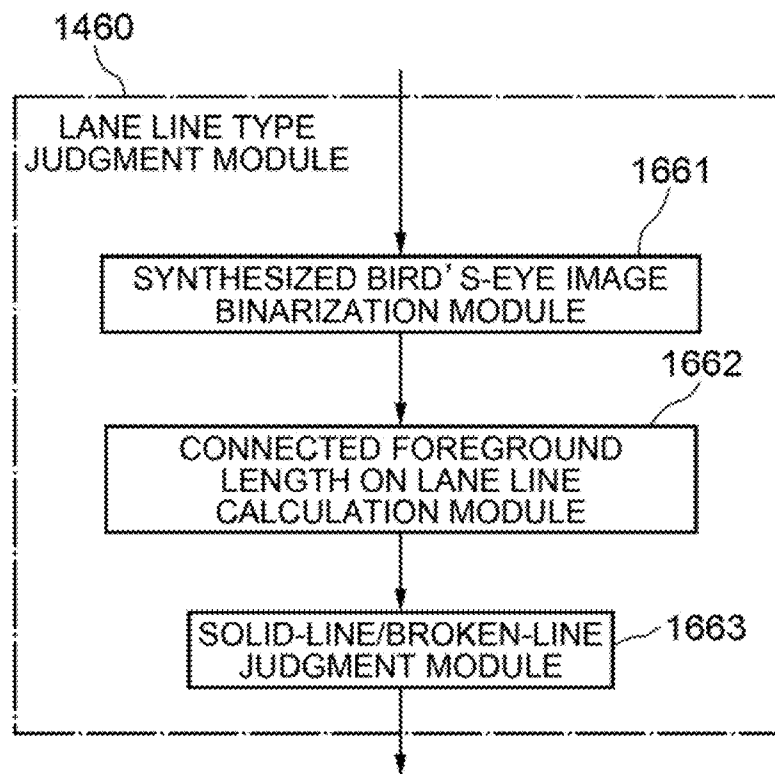 1460
LANE LINE TYPE
JUDGMENT MODULE
1661
SYNTHESIZED BIRD'S-EYE IMAGE
BINARIZATION MODULE
1662
CONNECTED FOREGROUND
LENGTH ON LANE LINE
CALCULATION MODULE
SOLID-LINE/BROKEN-LINE
JUDGMENT MODULE
1663